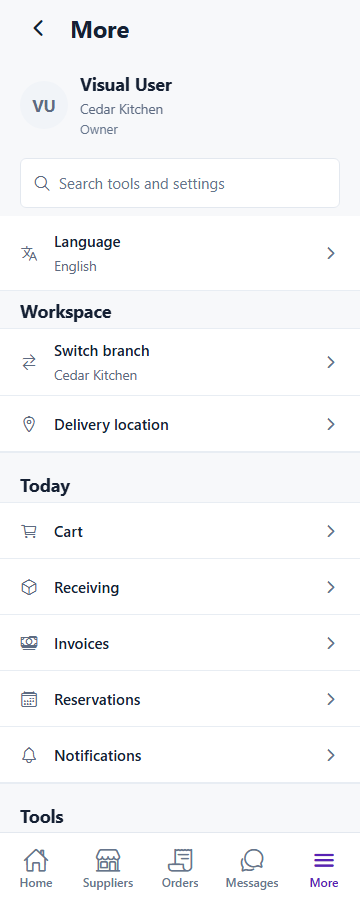 More
VU
Visual User
Cedar Kitchen
Owner
Search tools and settings
Language
English
Workspace
Switch branch
Cedar Kitchen
Delivery location
Today
Cart
Receiving
Invoices
Reservations
Notifications
Tools
Home Suppliers Orders Messages More